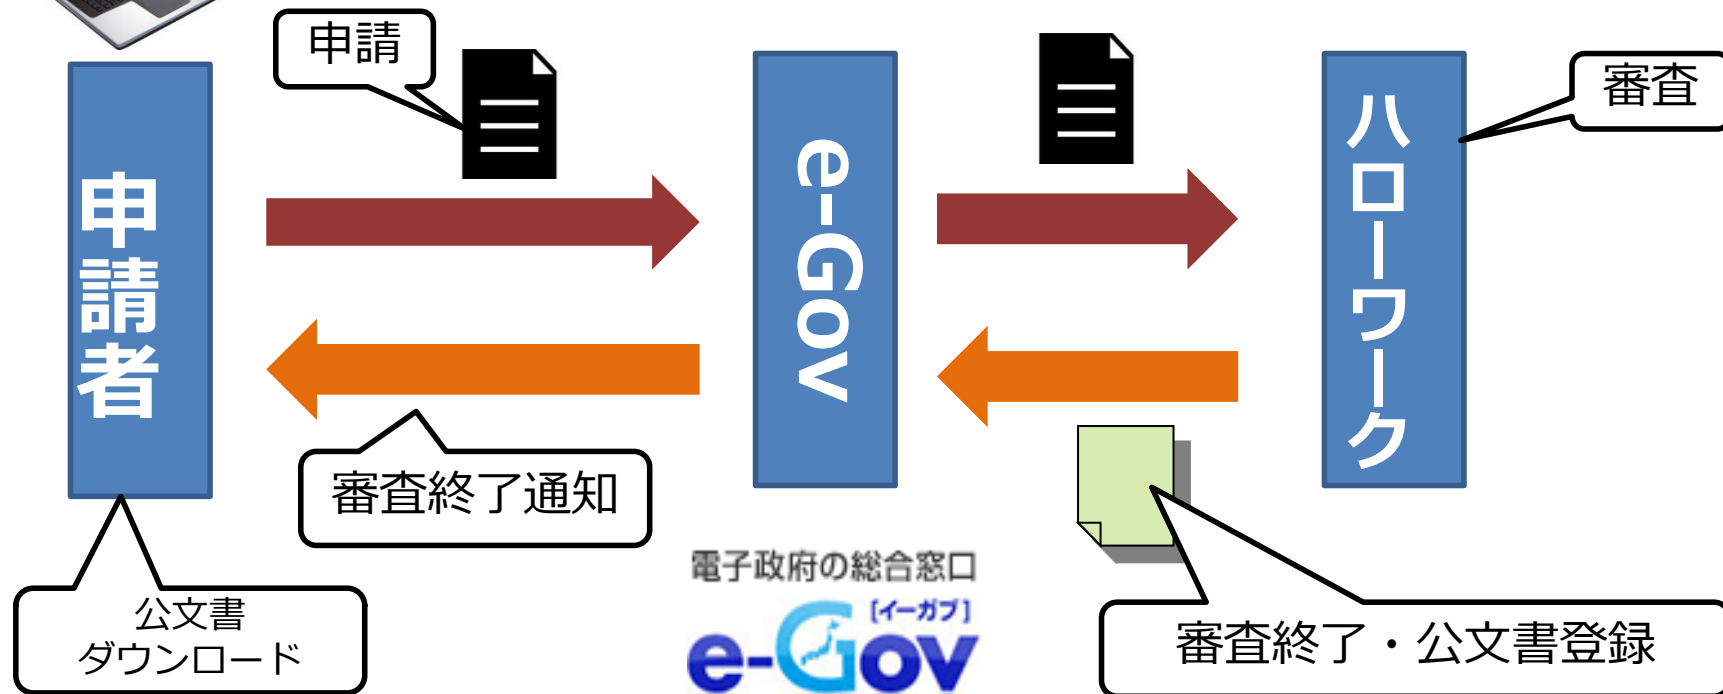 申請
審査
申請者
e-Gov
ハローワーク
審査終了通知
公文書
ダウンロード
電子政府の総合窓口
[イーガブ]
e-Gov
審査終了・公文書登録